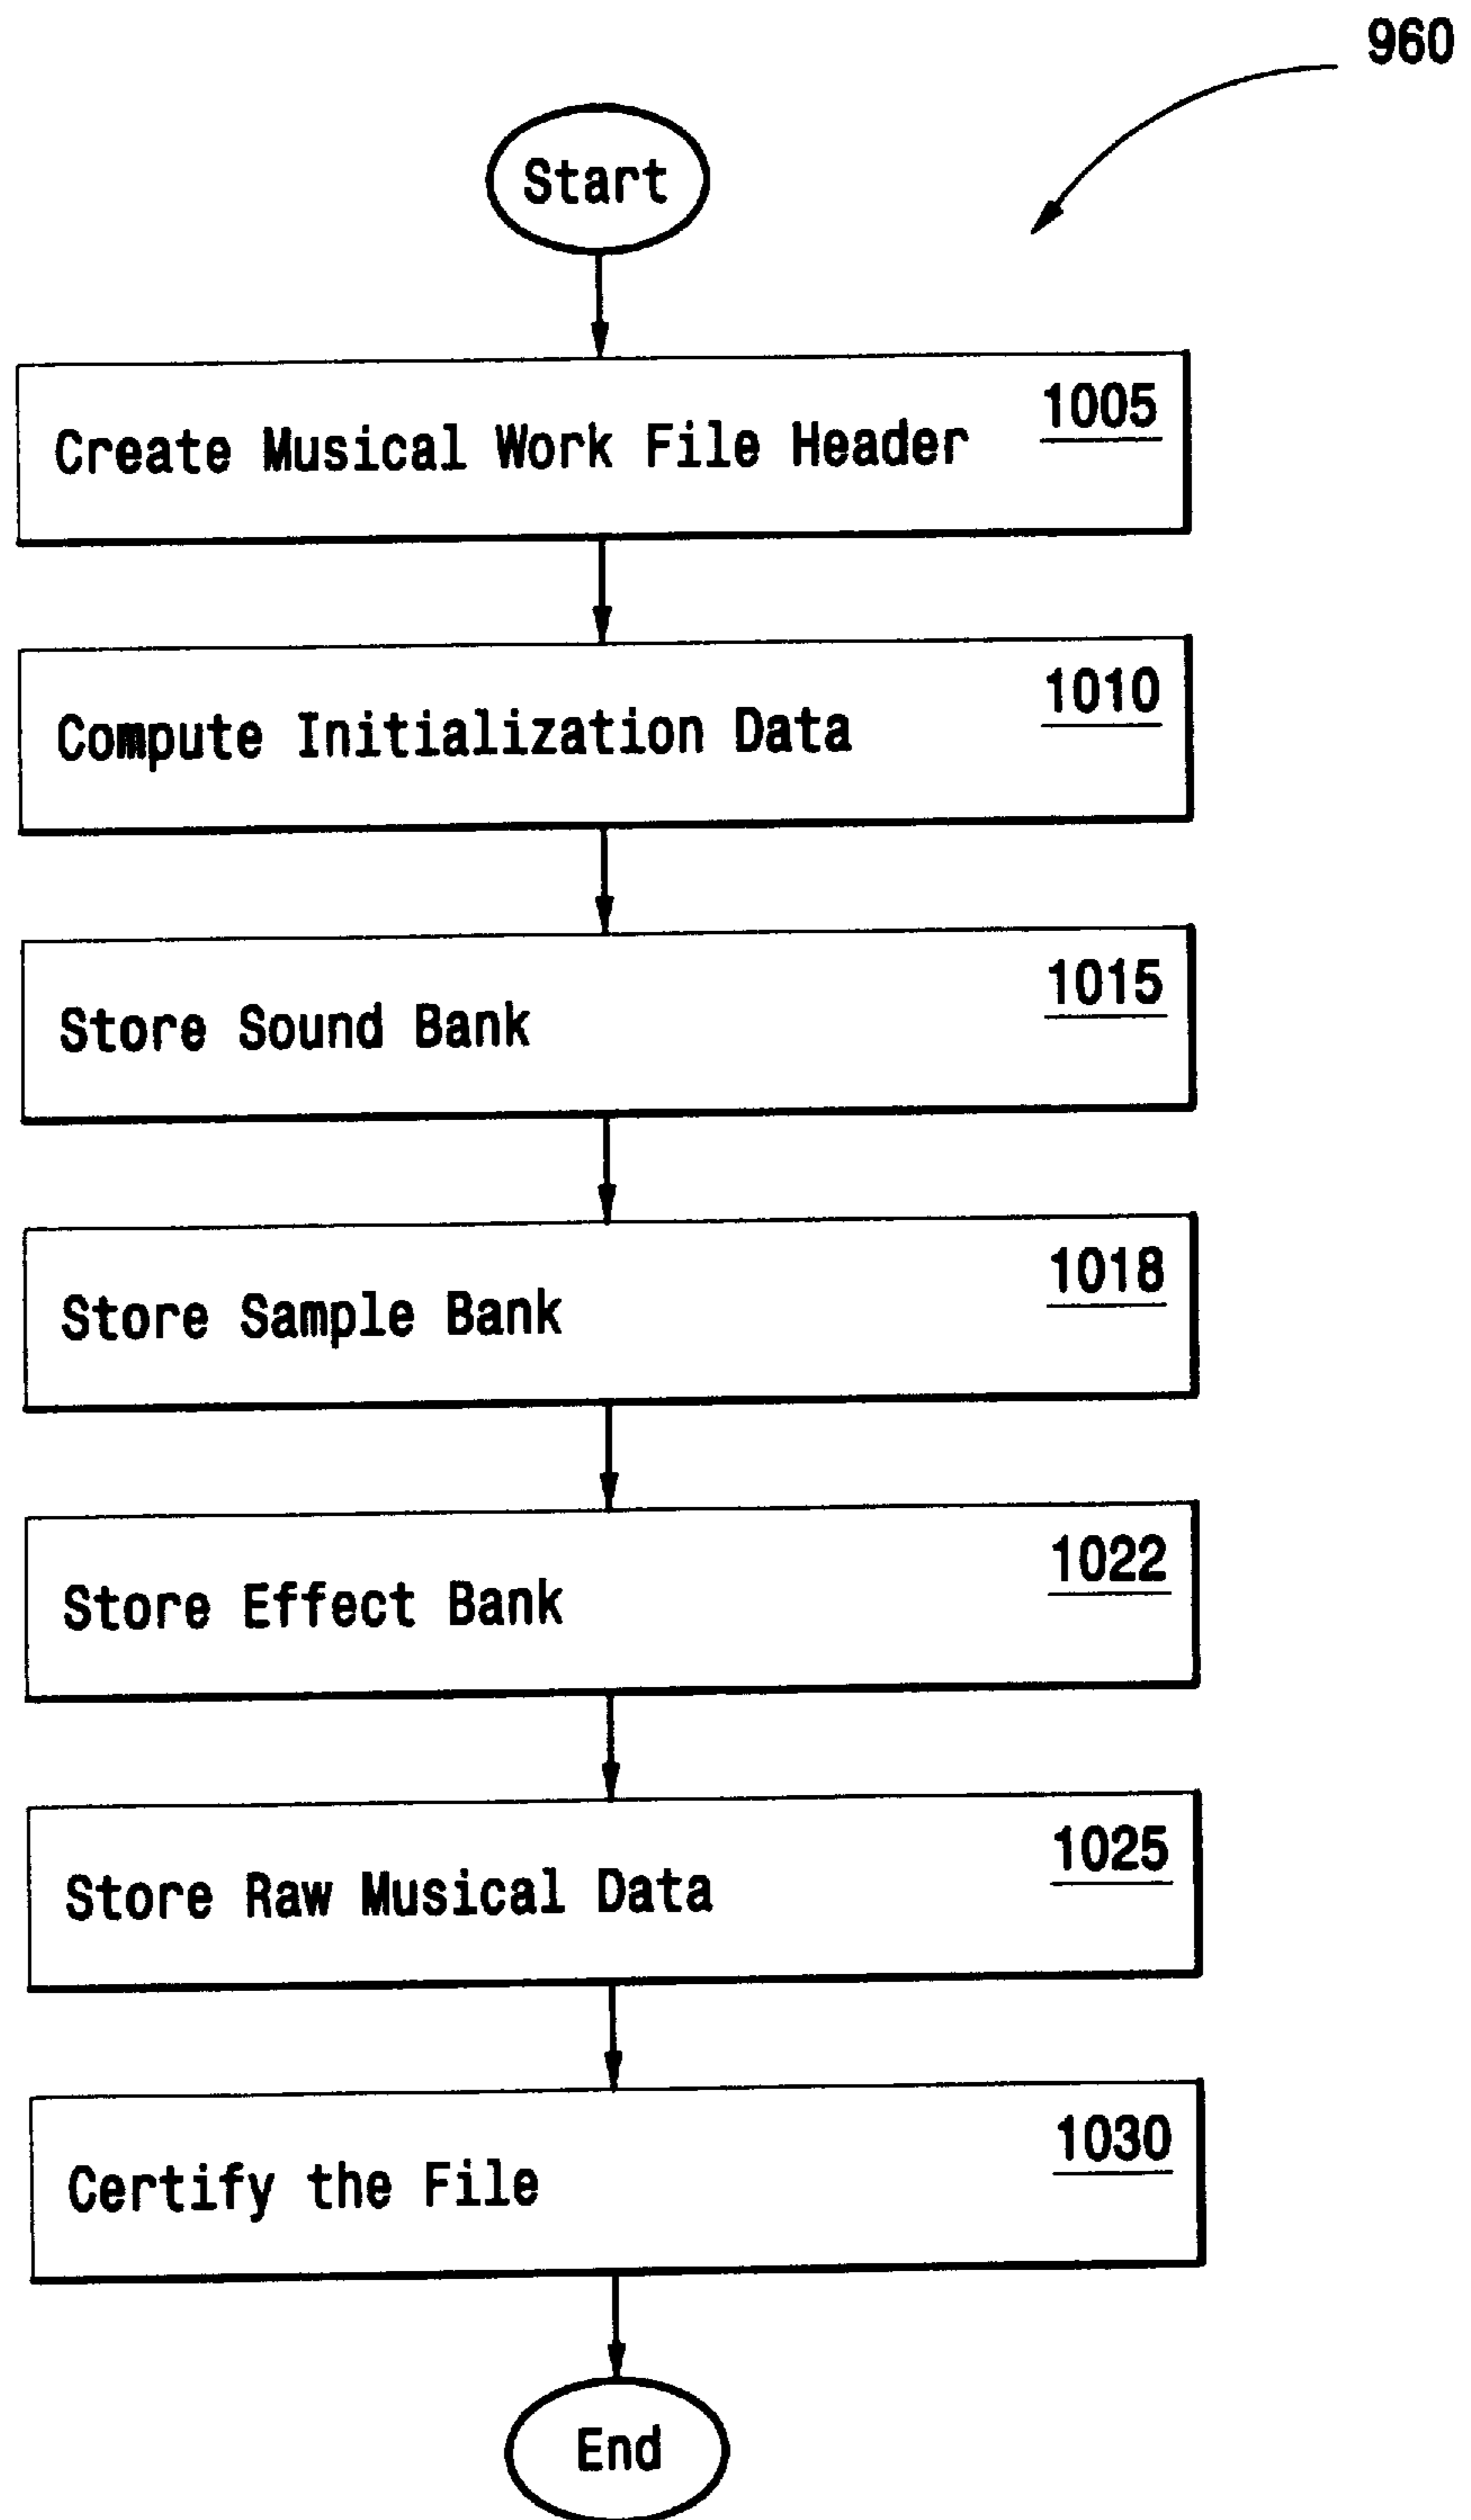 960
Start
1005
Create Musical Work File Header
1010
Compute Initialization Data
1015
Store Sound Bank
1018
Store Sample Bank
1022
Store Effect Bank
1025
Store Raw Musical Data
1030
Certify the File
End